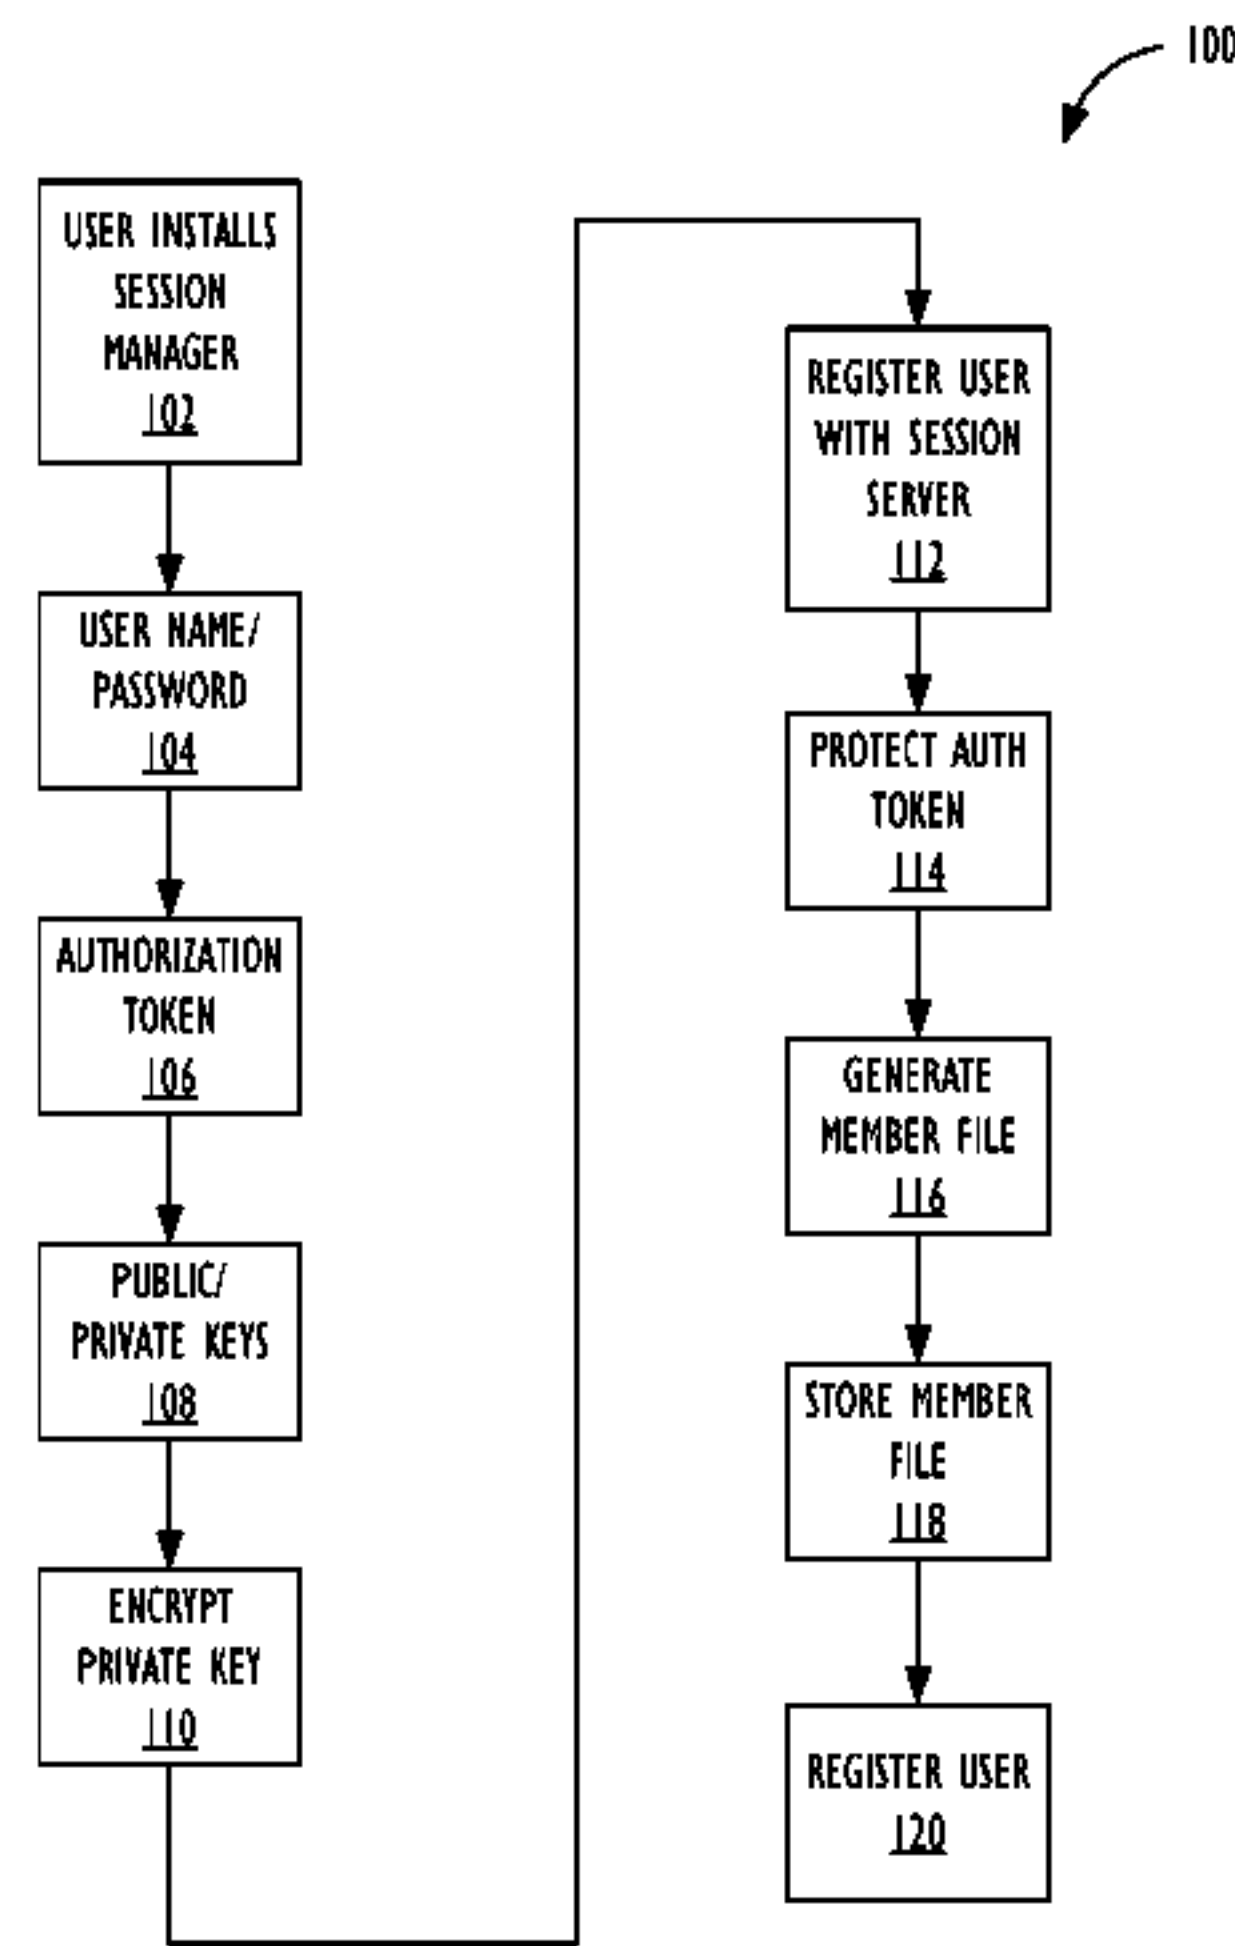 100
USER INSTALLS
SESSION
MANAGER
102
USER NAME/
PASSWORD
104
AUTHORIZATION
TOKEN
106
PUBLIC/
PRIVATE KEYS
108
ENCRYPT
PRIVATE KEY
110
REGISTER USER
WITH SESSION
SERVER
112
PROTECT AUTH
TOKEN
114
GENERATE
MEMBER FILE
116
STORE MEMBER
FILE
118
REGISTER USER
120